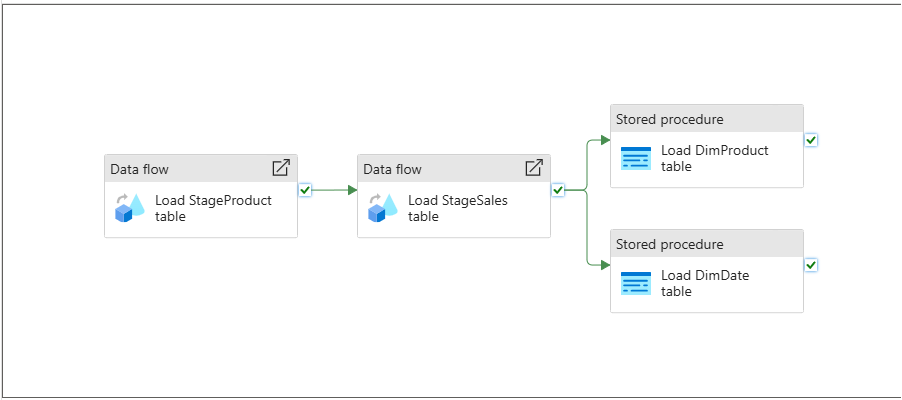 Data flow
Load StageProduct
table
Data flow
Load StageSales
table
Stored procedure
Load DimProduct
table
Stored procedure
Load DimDate
table